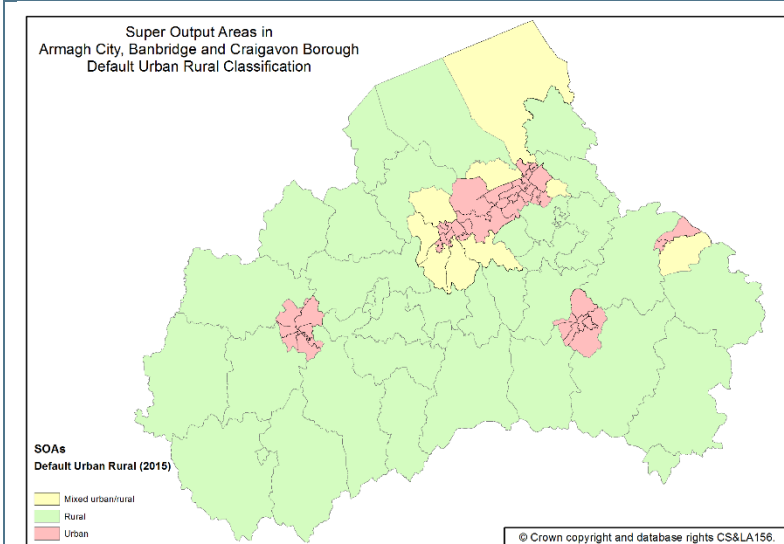 Super Output Areas in
Armagh City, Banbridge and Craigavon Borough
Default Urban Rural Classification
SOAs
Default Urban Rural (2015)
Mixed urban/rural
Rural
Urban
© Crown copyright and database rights CS&LA156.